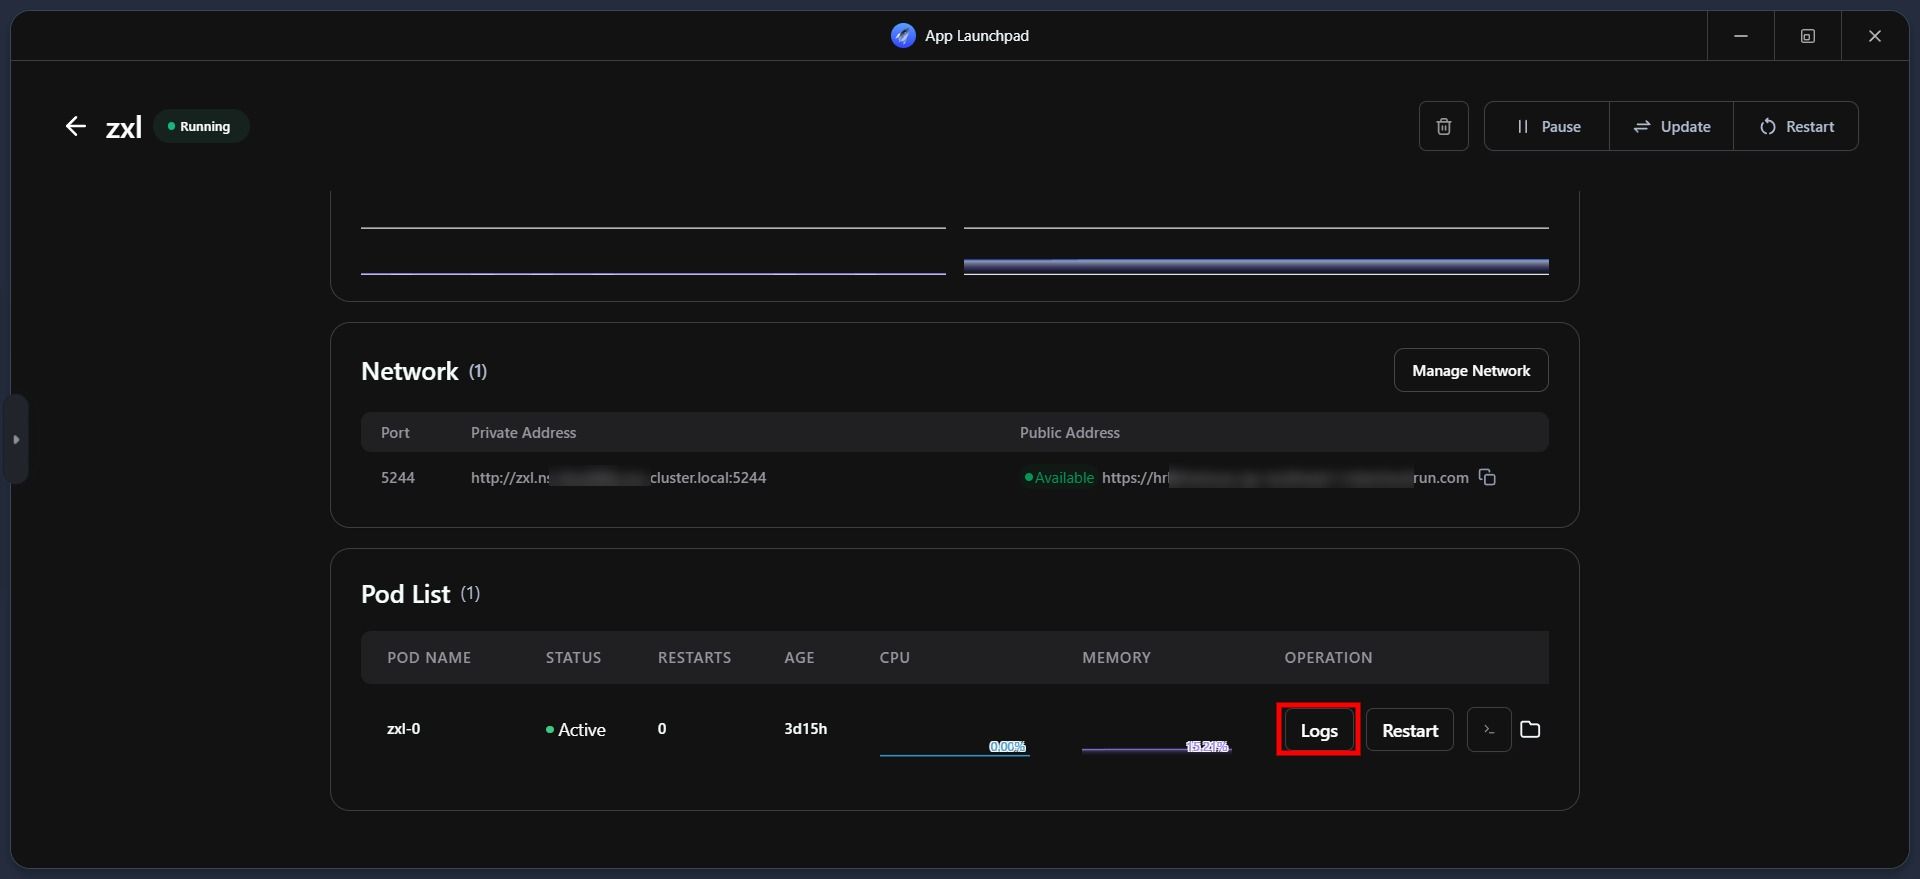 App Launchpad
zxl Running
Pause Update Restart
Network (1)
Manage Network
Port Private Address Public Address
5244 http://zxl.ns cluster.local:5244 Available https://hr run.com
Pod List (1)
POD NAME STATUS RESTARTS AGE CPU MEMORY OPERATION
zxl-0 Active 0 3d15h 0.00% 15.21% Logs Restart >_